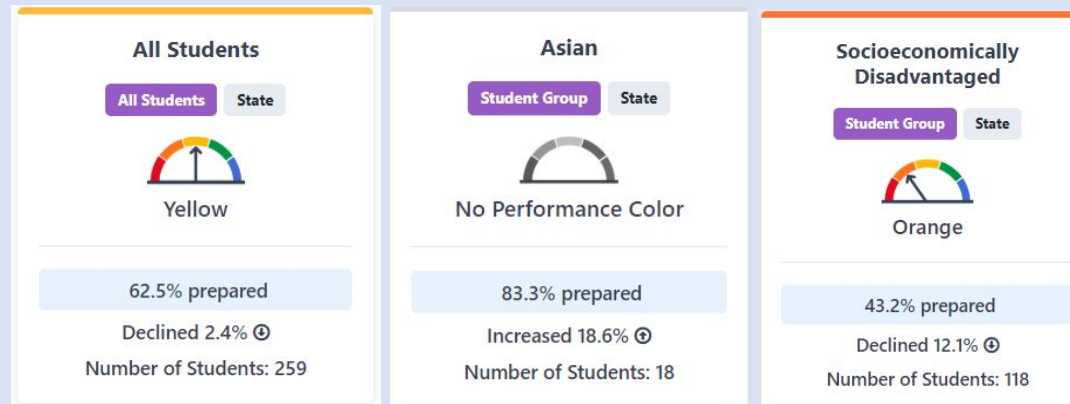 All Students
All Students State
Yellow
62.5% prepared
Declined 2.4%
Number of Students: 259
Asian
Student Group State
No Performance Color
83.3% prepared
Increased 18.6%
Number of Students: 18
Socioeconomically
Disadvantaged
Student Group State
Orange
43.2% prepared
Declined 12.1%
Number of Students: 118